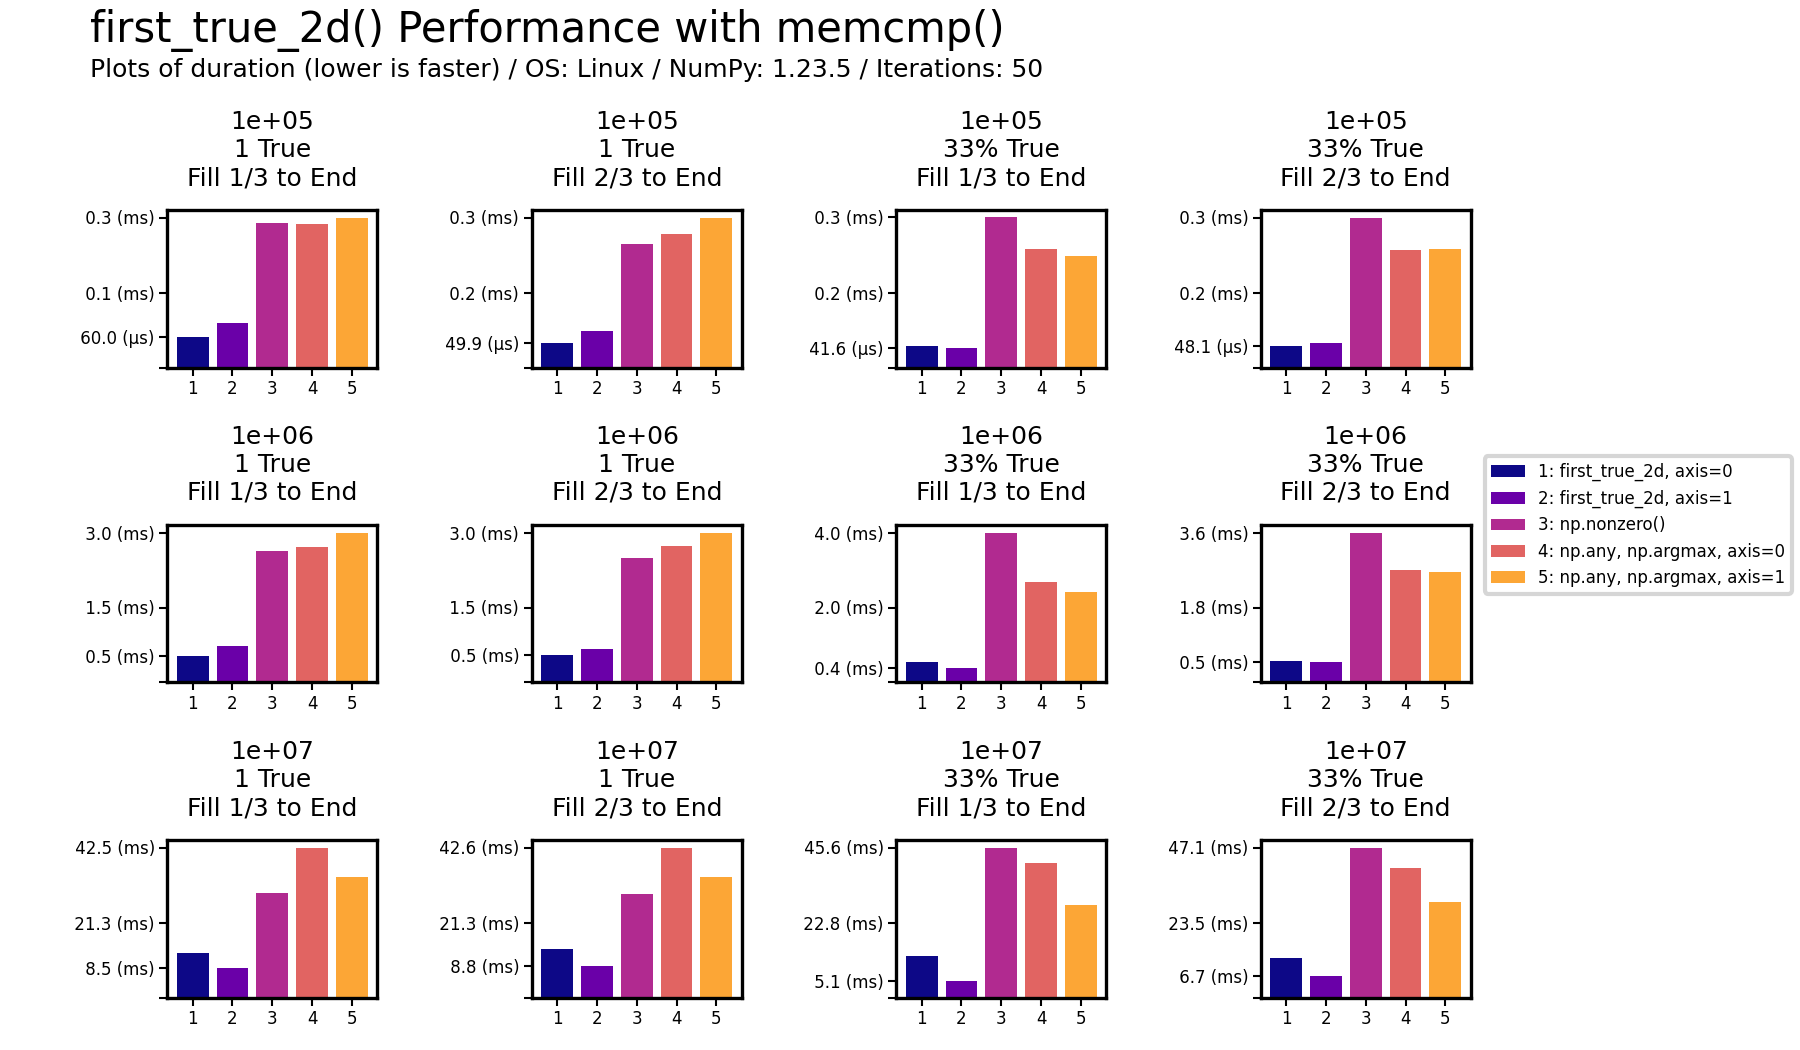 first_true_2d() Performance with memcmp()
Plots of duration (lower is faster) / OS: Linux / NumPy: 1.23.5 / Iterations: 50
1e+05
1 True
Fill 1/3 to End
0.3 (ms)
0.1 (ms)
60.0 (µs)
1 2 3 4 5
1e+05
1 True
Fill 2/3 to End
0.3 (ms)
0.2 (ms)
49.9 (µs)
1 2 3 4 5
1e+05
33% True
Fill 1/3 to End
0.3 (ms)
0.2 (ms)
41.6 (µs)
1 2 3 4 5
1e+05
33% True
Fill 2/3 to End
0.3 (ms)
0.2 (ms)
48.1 (µs)
1 2 3 4 5
1e+06
1 True
Fill 1/3 to End
3.0 (ms)
1.5 (ms)
0.5 (ms)
1 2 3 4 5
1e+06
1 True
Fill 2/3 to End
3.0 (ms)
1.5 (ms)
0.5 (ms)
1 2 3 4 5
1e+06
33% True
Fill 1/3 to End
4.0 (ms)
2.0 (ms)
0.4 (ms)
1 2 3 4 5
1e+06
33% True
Fill 2/3 to End
3.6 (ms)
1.8 (ms)
0.5 (ms)
1 2 3 4 5
1: first_true_2d, axis=0
2: first_true_2d, axis=1
3: np.nonzero()
4: np.any, np.argmax, axis=0
5: np.any, np.argmax, axis=1
1e+07
1 True
Fill 1/3 to End
42.5 (ms)
21.3 (ms)
8.5 (ms)
1 2 3 4 5
1e+07
1 True
Fill 2/3 to End
42.6 (ms)
21.3 (ms)
8.8 (ms)
1 2 3 4 5
1e+07
33% True
Fill 1/3 to End
45.6 (ms)
22.8 (ms)
5.1 (ms)
1 2 3 4 5
1e+07
33% True
Fill 2/3 to End
47.1 (ms)
23.5 (ms)
6.7 (ms)
1 2 3 4 5